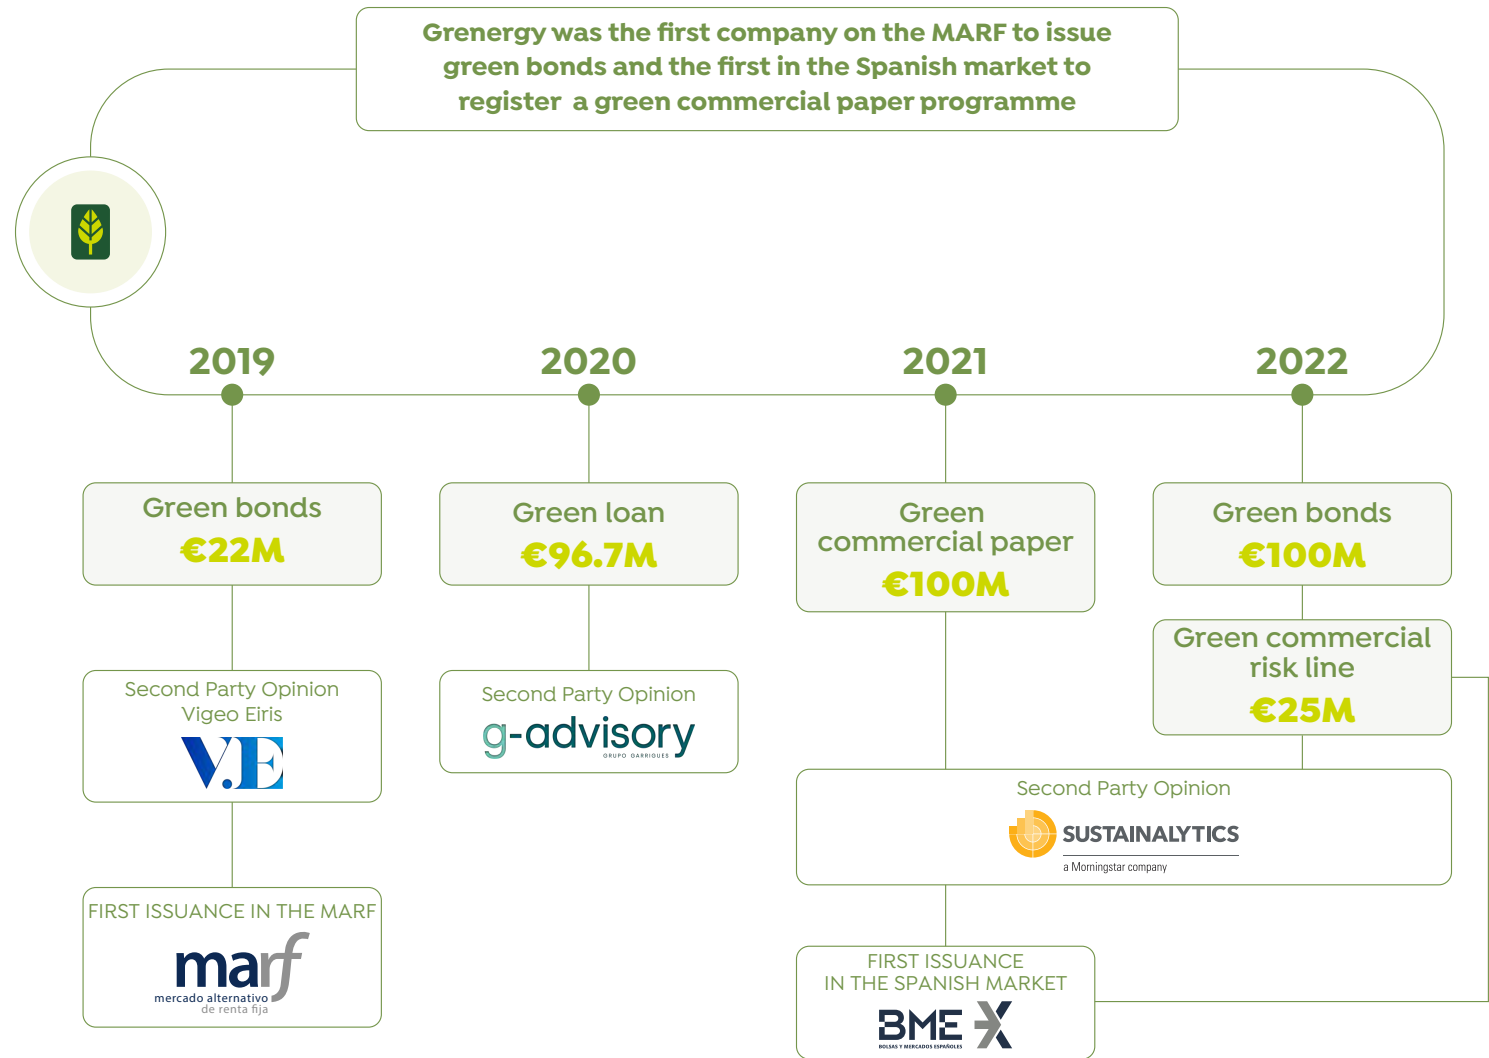 Grenergy was the first company on the MARF to issue
green bonds and the first in the Spanish market to
register a green commercial paper programme
2019
2020
2021
2022
Green bonds
€22M
Green loan
€96.7M
Green
commercial paper
€100M
Green bonds
€100M
Green commercial
risk line
€25M
Second Party Opinion
Vigeo Eiris
V.E
Second Party Opinion
g-advisory
GRUPO GARRIGUES
Second Party Opinion
SUSTAINALYTICS
a Morningstar company
FIRST ISSUANCE IN THE MARF
marf
mercado alternativo
de renta fija
FIRST ISSUANCE
IN THE SPANISH MARKET
BME X
BOLSAS Y MERCADOS ESPAÑOLES